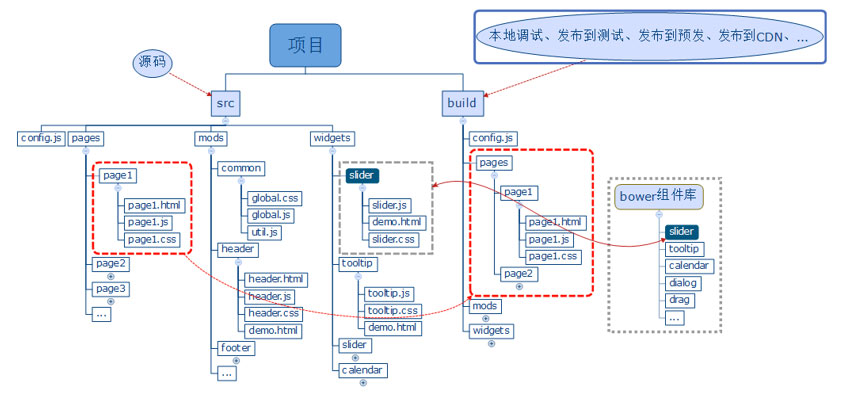 项目
本地调试、发布到测试、发布到预发、发布到CDN、...
源码
src
build
config.js
pages
page1
page1.html
page1.js
page1.css
page2
page3
...
mods
common
global.css
global.js
util.js
header
header.html
header.js
header.css
demo.html
footer
...
widgets
slider
slider.js
demo.html
slider.css
tooltip
tooltip.js
tooltip.css
demo.html
slider
calendar
config.js
pages
page1
page1.html
page1.js
page1.css
page2
mods
widgets
bower组件库
slider
tooltip
calendar
dialog
drag
...